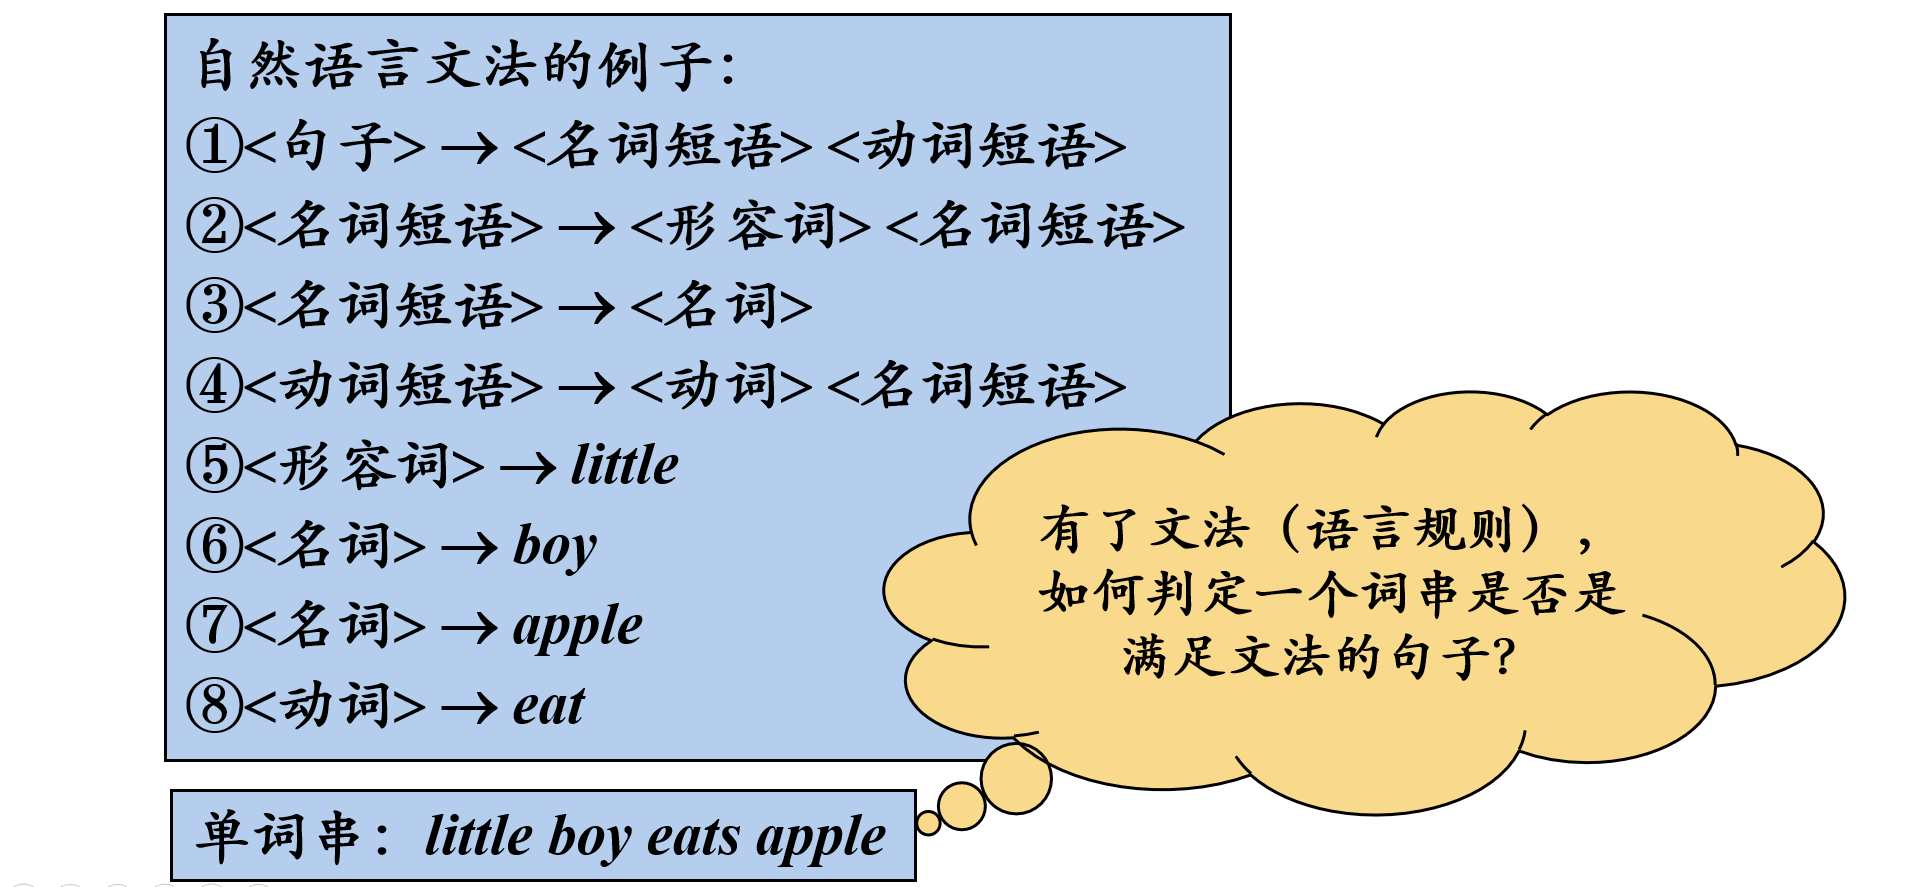 自然语言文法的例子：
①<句子> → <名词短语> <动词短语>
②<名词短语> → <形容词> <名词短语>
③<名词短语> → <名词>
④<动词短语> → <动词> <名词短语>
⑤<形容词> → little
⑥<名词> → boy
⑦<名词> → apple
⑧<动词> → eat
有了文法（语言规则），
如何判定一个词串是否是
满足文法的句子？
单词串：little boy eats apple